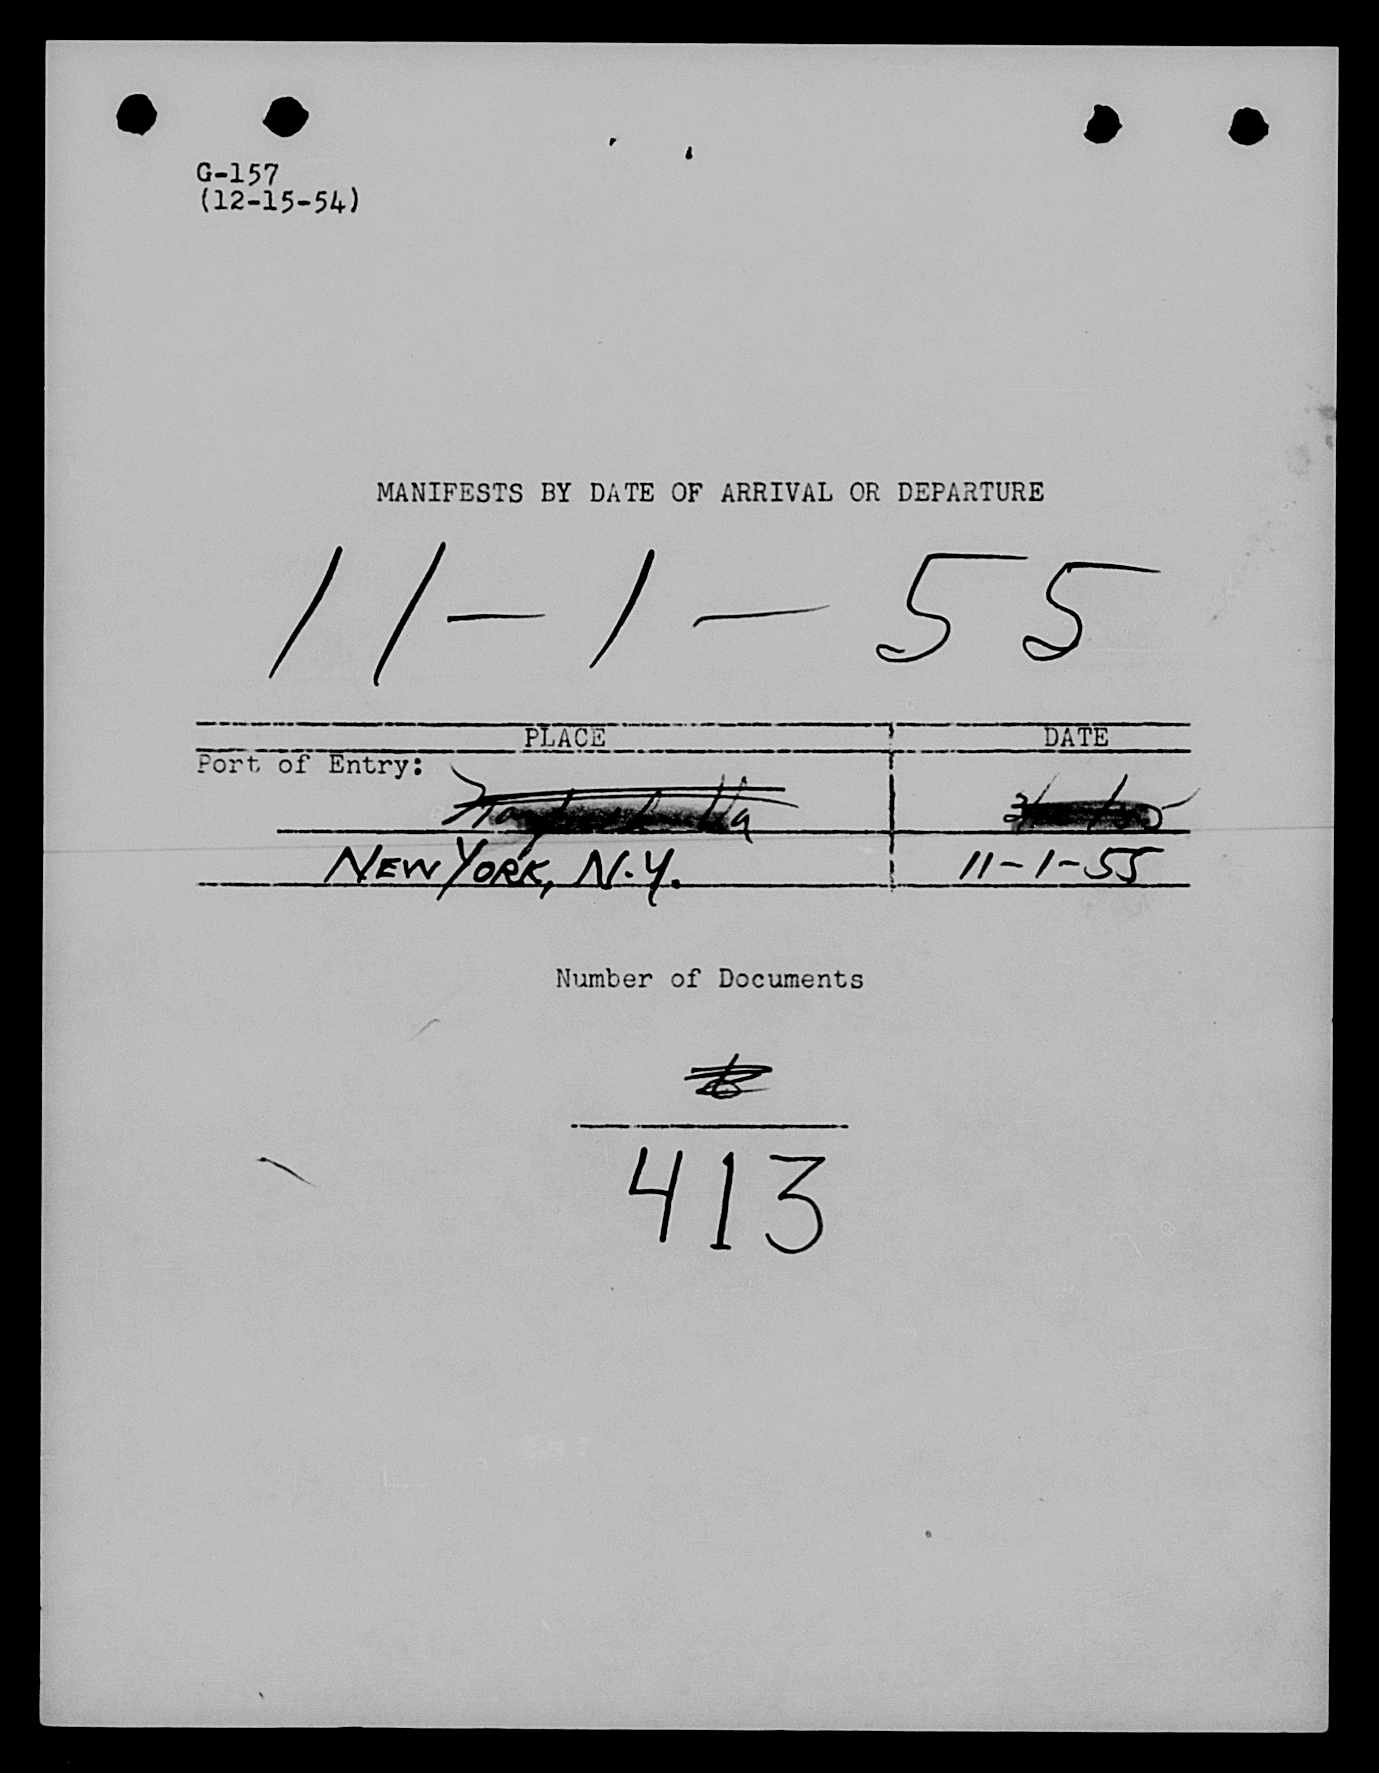 G-157
(12-15-54)
MANIFESTS BY DATE OF ARRIVAL OR DEPARTURE
11-1-55
PLACE DATE
Port of Entry:
NEW YORK, N.Y. 11-1-55
Number of Documents
413